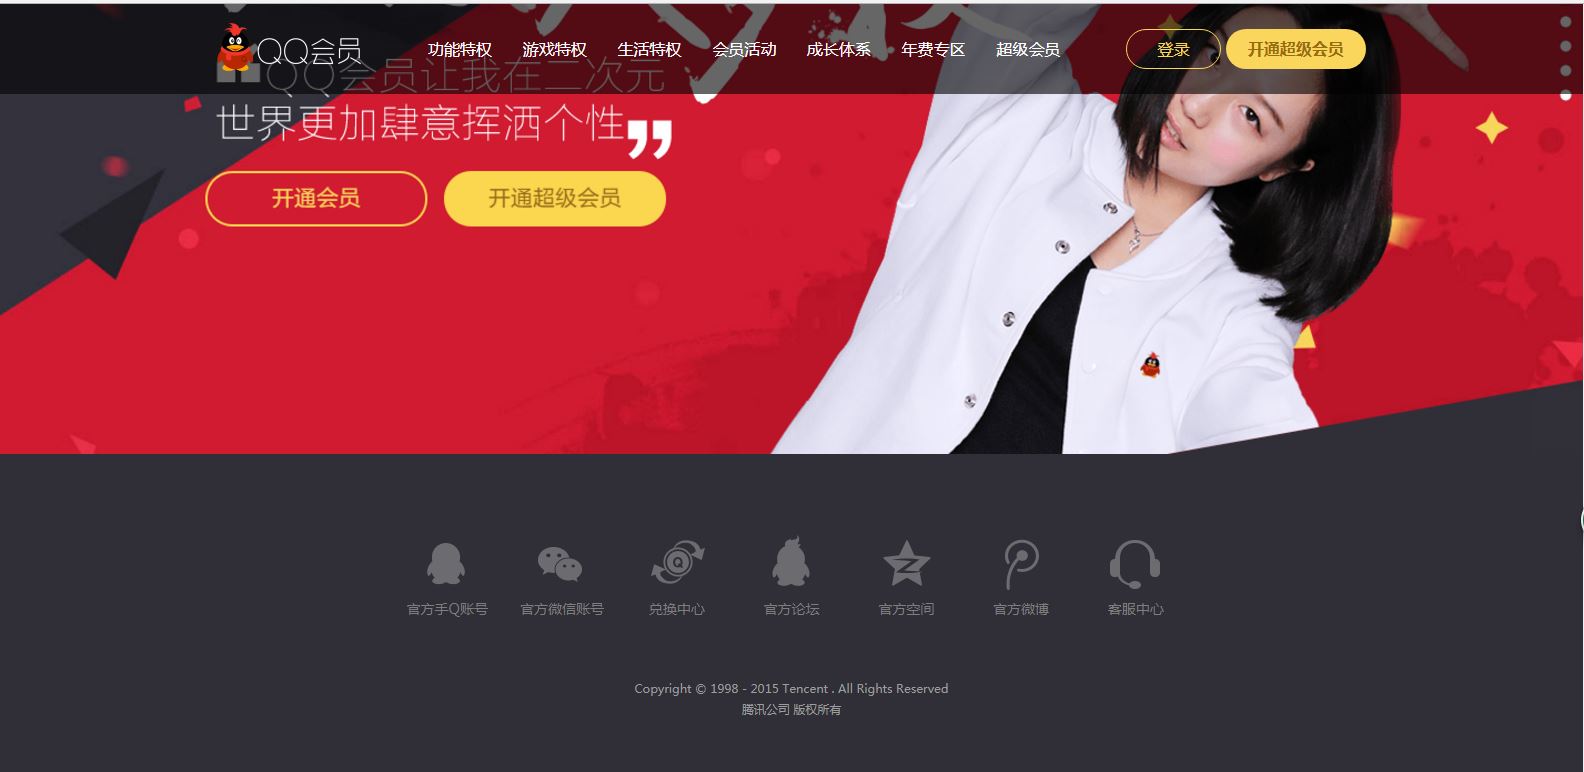 QQ会员
功能特权 游戏特权 生活特权 会员活动 成长体系 年费专区 超级会员 登录 开通超级会员
QQ会员让我在二次元
世界更加肆意挥洒个性”
开通会员 开通超级会员
官方手Q账号 官方微信账号 兑换中心 官方论坛 官方空间 官方微博 客服中心
Copyright © 1998 - 2015 Tencent . All Rights Reserved
腾讯公司 版权所有